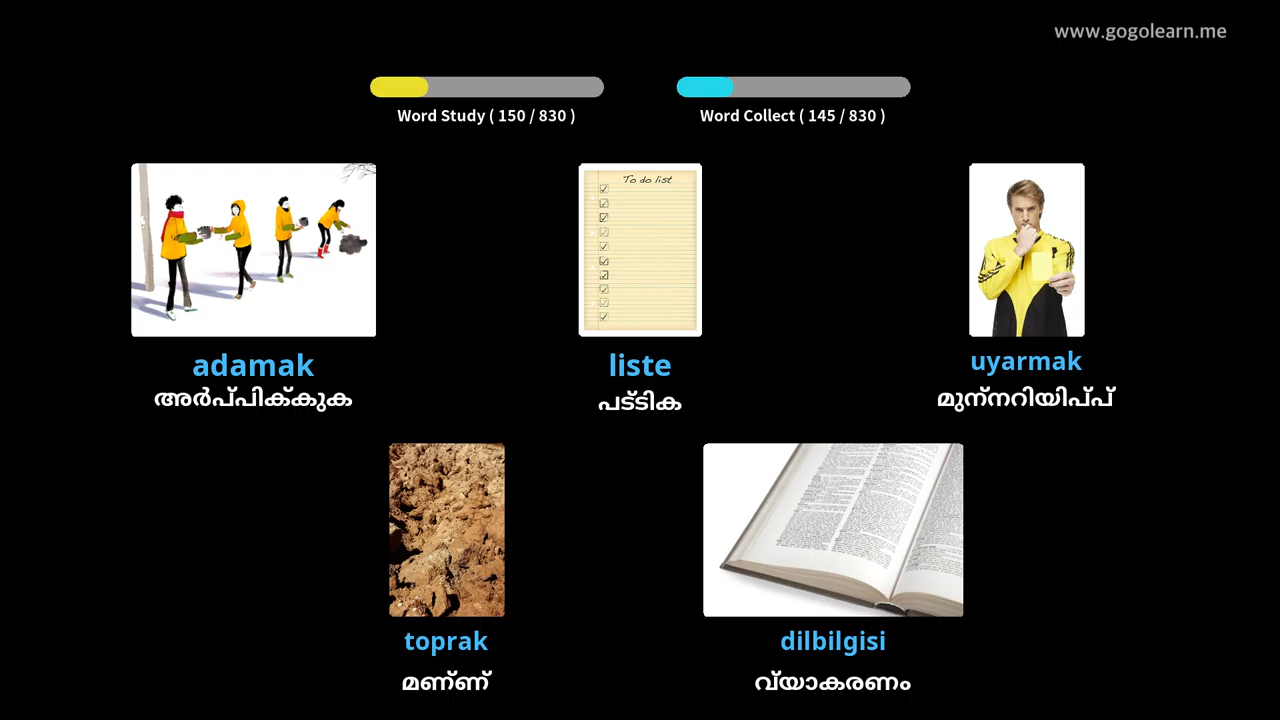 www.gogolearn.me
Word Study ( 150 / 830 )
Word Collect ( 145 / 830 )
To do list
adamak
അർപ്പിക്കുക
liste
പട്ടിക
uyarmak
മുന്നറിയിപ്പ്
toprak
മണ്ണ്
dilbilgisi
വ്യാകരണം